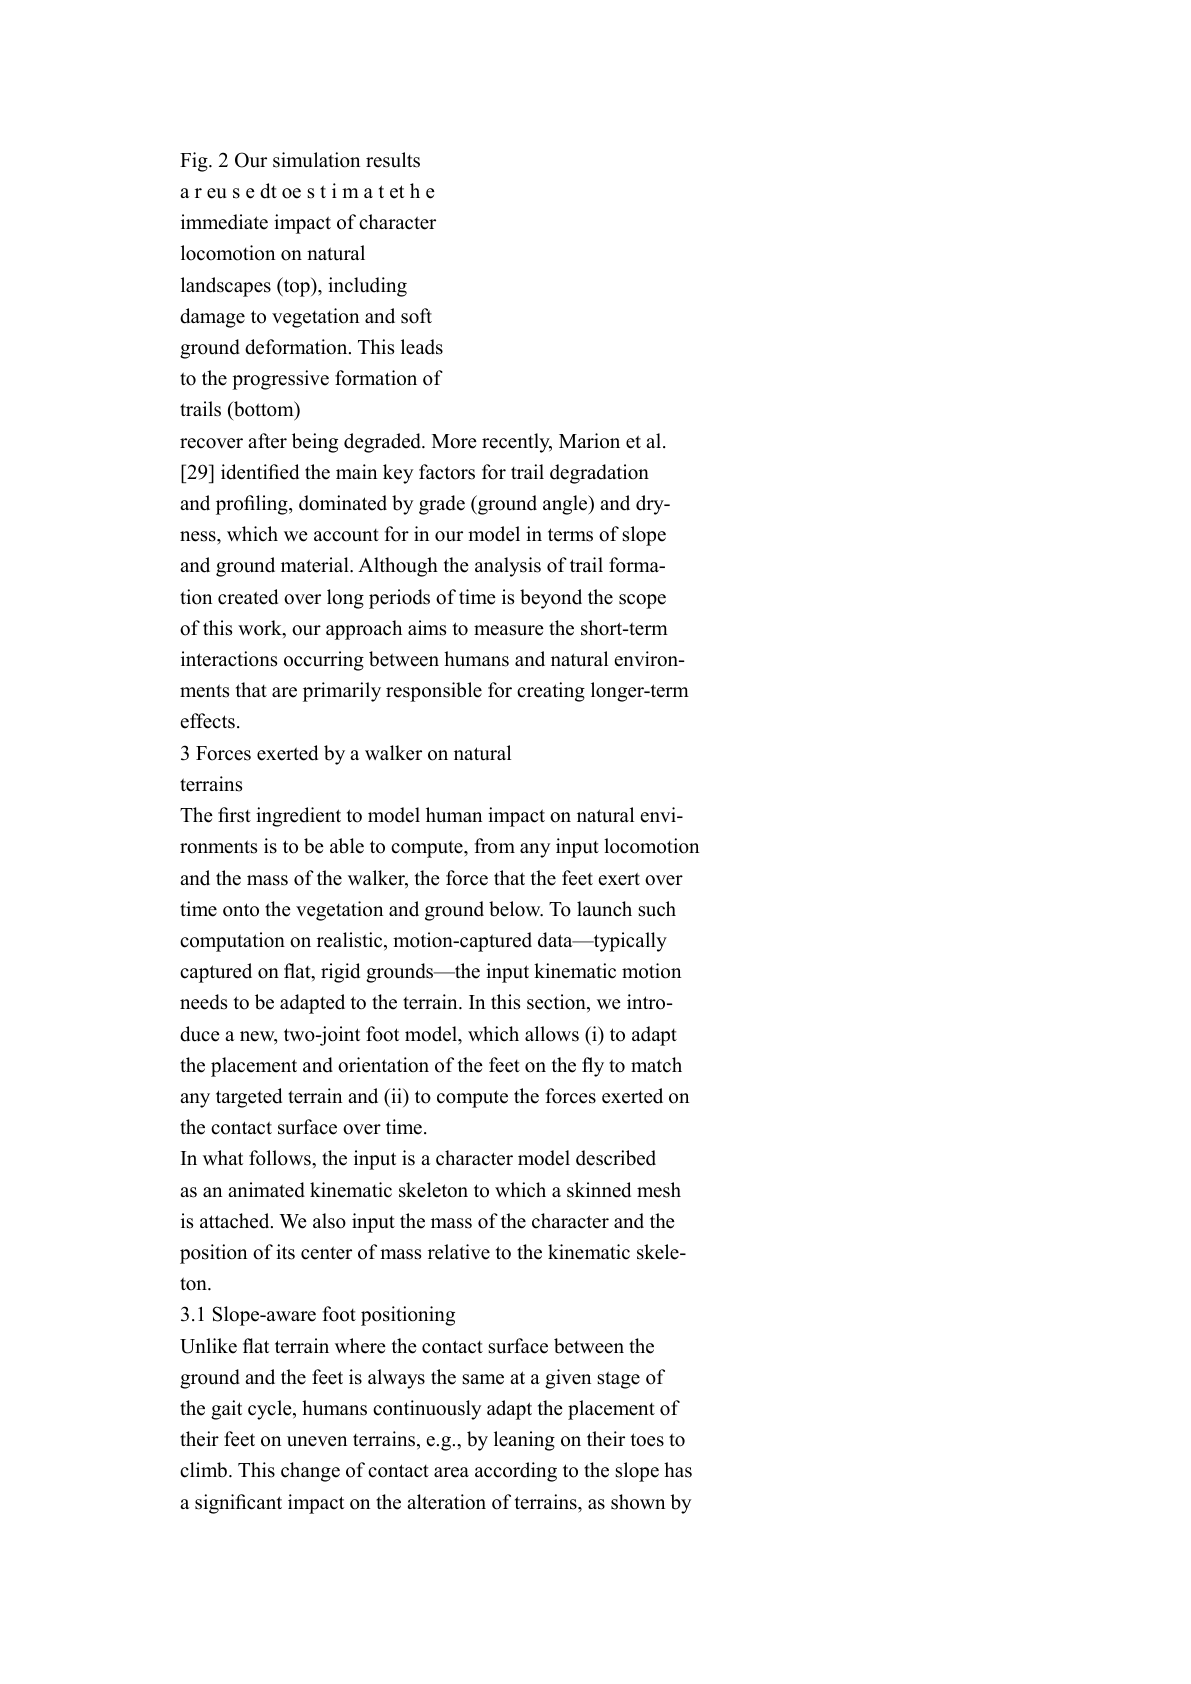 Fig. 2 Our simulation results
a r eu s e dt oe s t i m a t et h e
immediate impact of character
locomotion on natural
landscapes (top), including
damage to vegetation and soft
ground deformation. This leads
to the progressive formation of
trails (bottom)
recover after being degraded. More recently, Marion et al.
[29] identified the main key factors for trail degradation
and profiling, dominated by grade (ground angle) and dry-
ness, which we account for in our model in terms of slope
and ground material. Although the analysis of trail forma-
tion created over long periods of time is beyond the scope
of this work, our approach aims to measure the short-term
interactions occurring between humans and natural environ-
ments that are primarily responsible for creating longer-term
effects.
3 Forces exerted by a walker on natural
terrains
The first ingredient to model human impact on natural envi-
ronments is to be able to compute, from any input locomotion
and the mass of the walker, the force that the feet exert over
time onto the vegetation and ground below. To launch such
computation on realistic, motion-captured data—typically
captured on flat, rigid grounds—the input kinematic motion
needs to be adapted to the terrain. In this section, we intro-
duce a new, two-joint foot model, which allows (i) to adapt
the placement and orientation of the feet on the fly to match
any targeted terrain and (ii) to compute the forces exerted on
the contact surface over time.
In what follows, the input is a character model described
as an animated kinematic skeleton to which a skinned mesh
is attached. We also input the mass of the character and the
position of its center of mass relative to the kinematic skele-
ton.
3.1 Slope-aware foot positioning
Unlike flat terrain where the contact surface between the
ground and the feet is always the same at a given stage of
the gait cycle, humans continuously adapt the placement of
their feet on uneven terrains, e.g., by leaning on their toes to
climb. This change of contact area according to the slope has
a significant impact on the alteration of terrains, as shown by